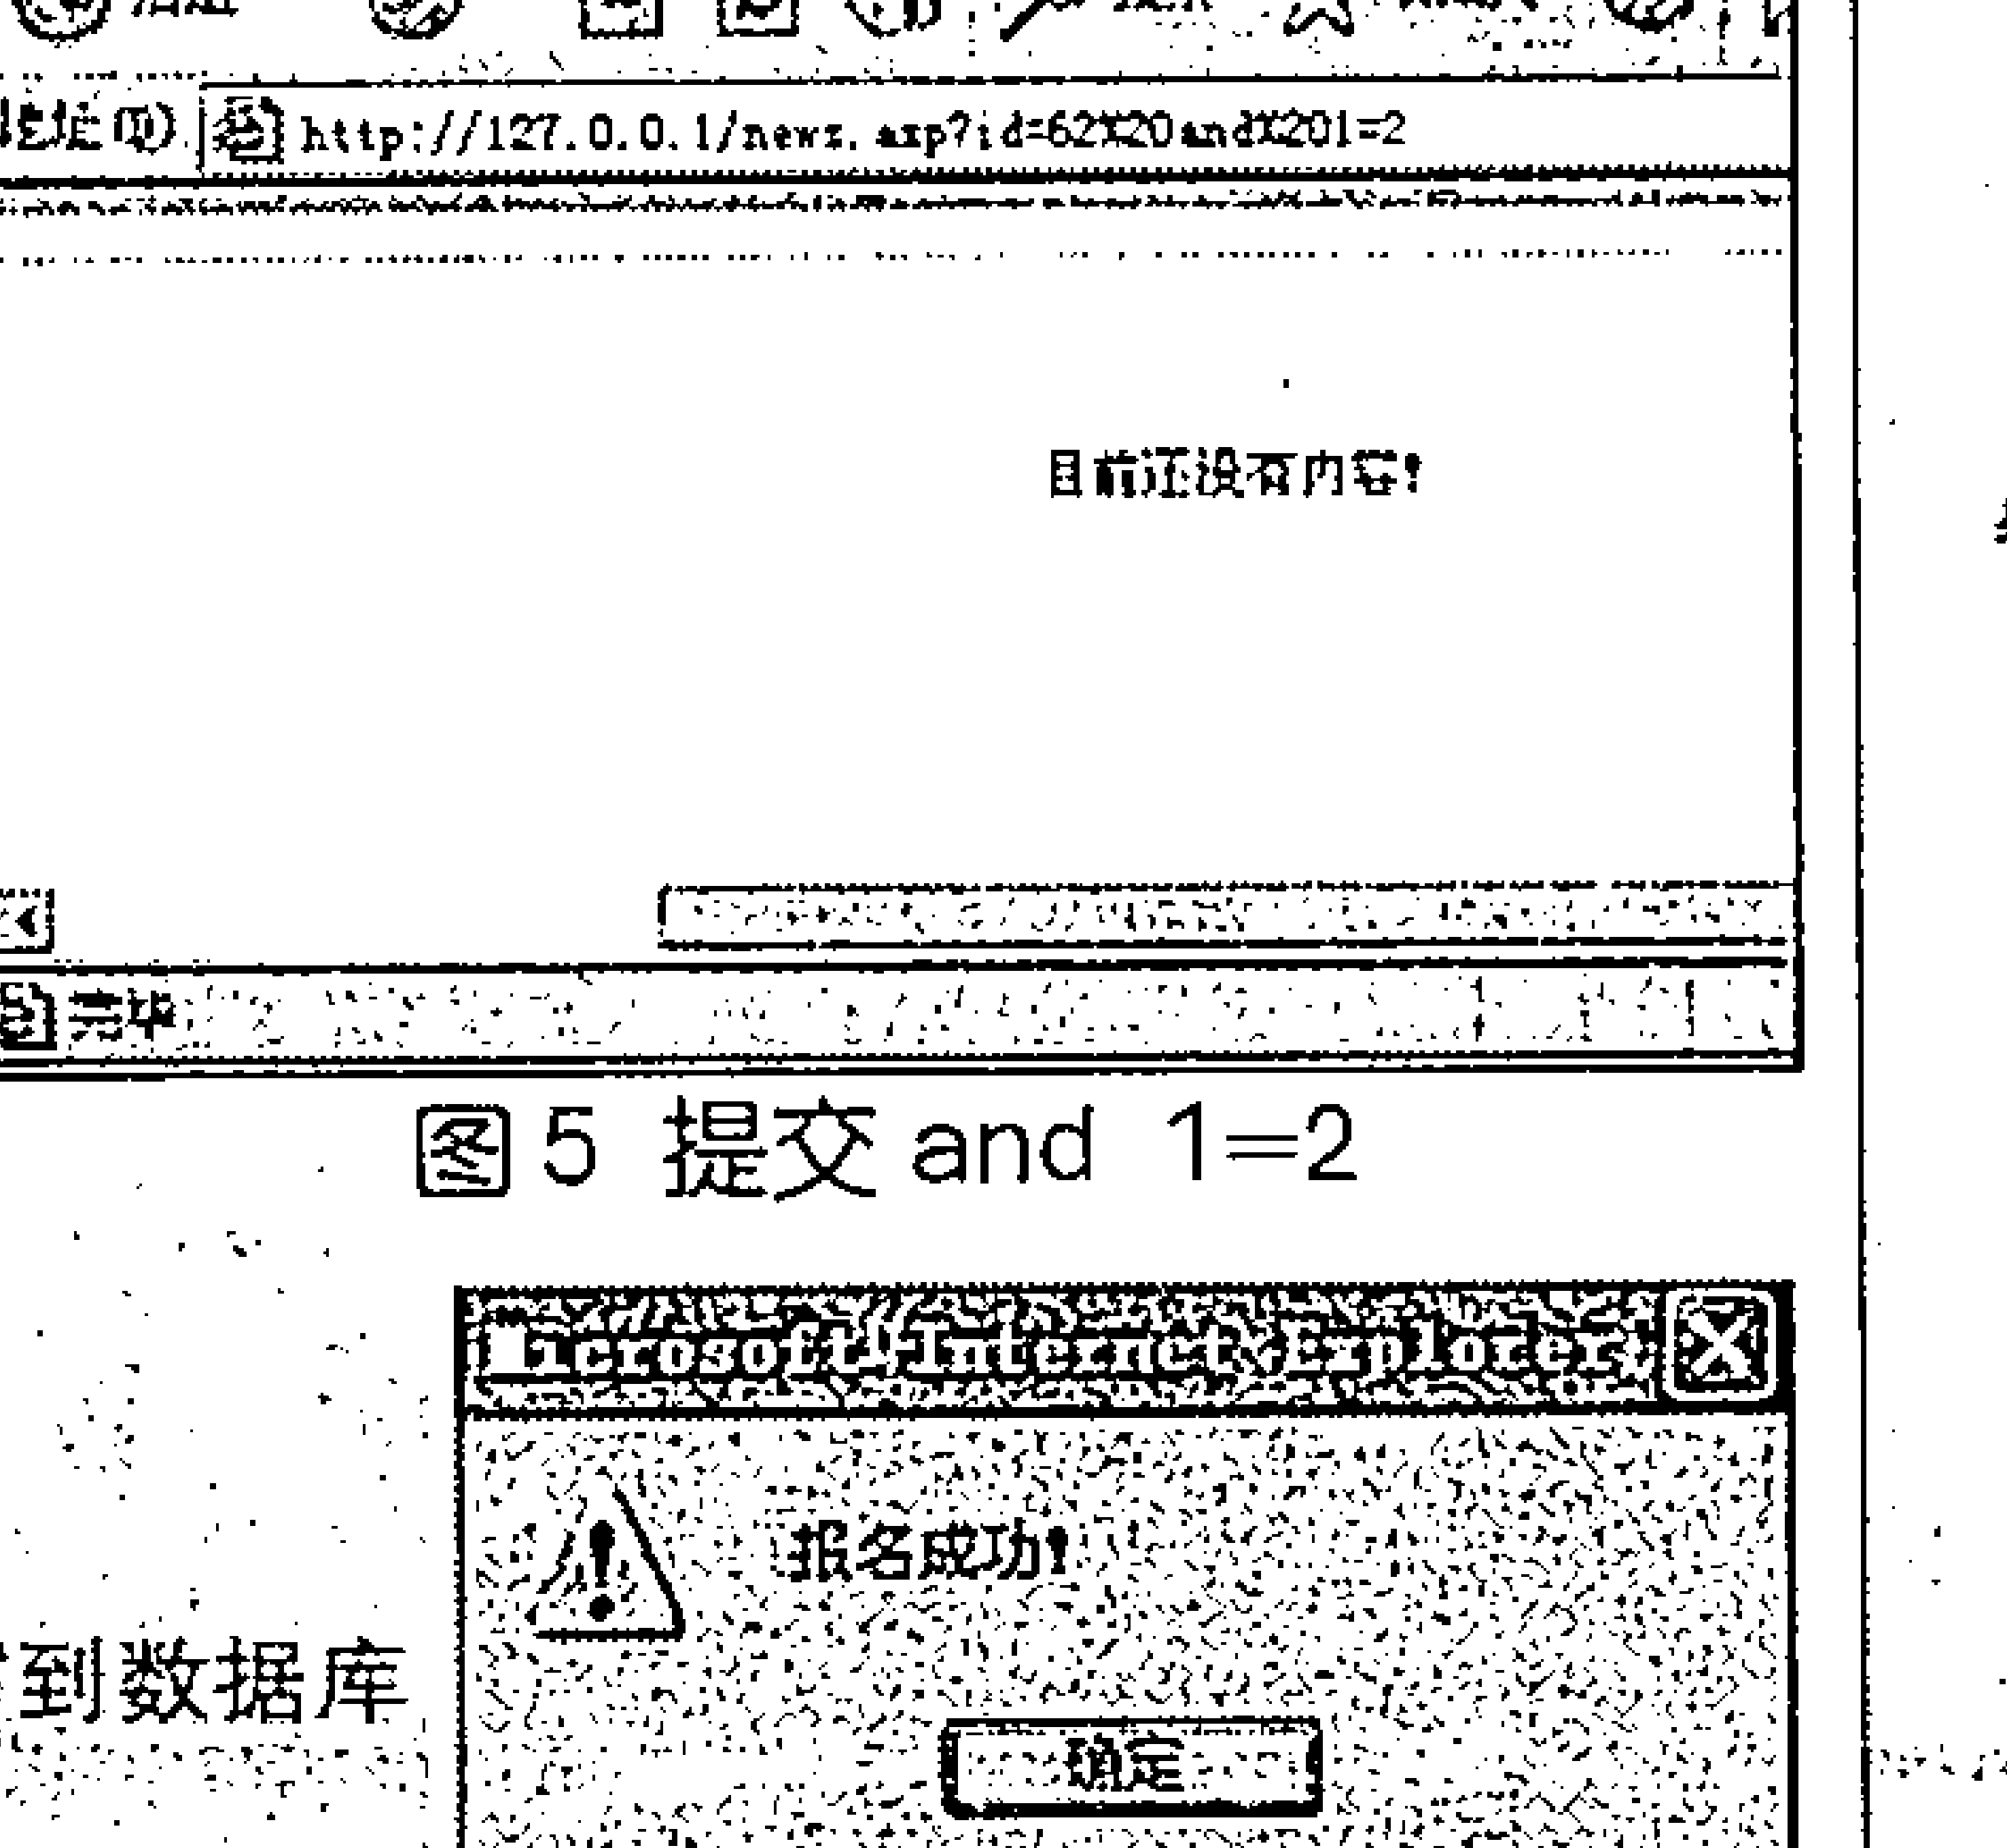 地址(D) http://127.0.0.1/news.asp?id=62%20and%201=2
目前还没有内容!
完毕
图 5 提交 and 1=2
Microsoft Internet Explorer
报名成功!
到数据库
确定